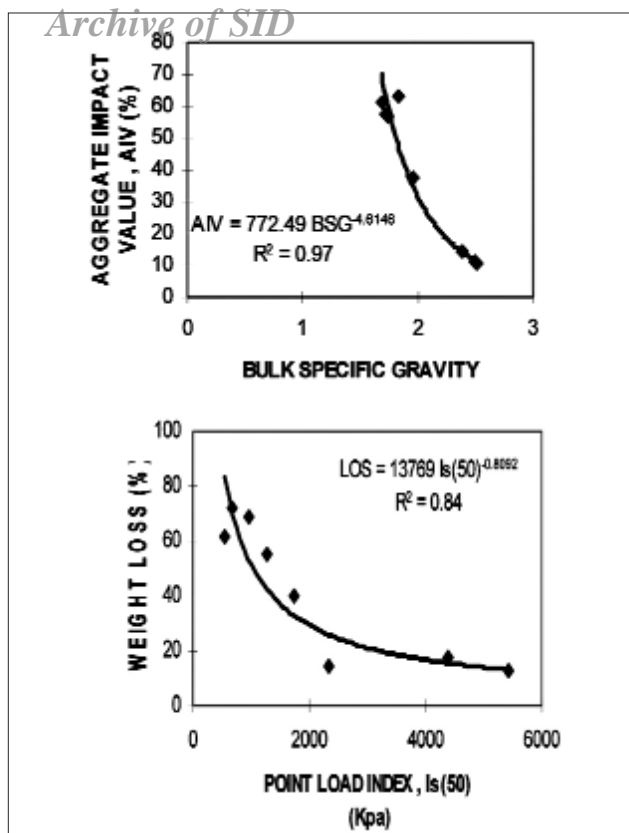 Archive of SID
AGGREGATE IMPACT
VALUE , AIV (%)
80
70
60
50
40
30
20
10
0
AIV = 772.49 BSG^-4.6146
R² = 0.97
0 1 2 3
BULK SPECIFIC GRAVITY
WEIGHT LOSS (%)
100
80
60
40
20
0
LOS = 13769 Is(50)^-0.8092
R² = 0.84
0 2000 4000 6000
POINT LOAD INDEX , Is(50)
(Kpa)